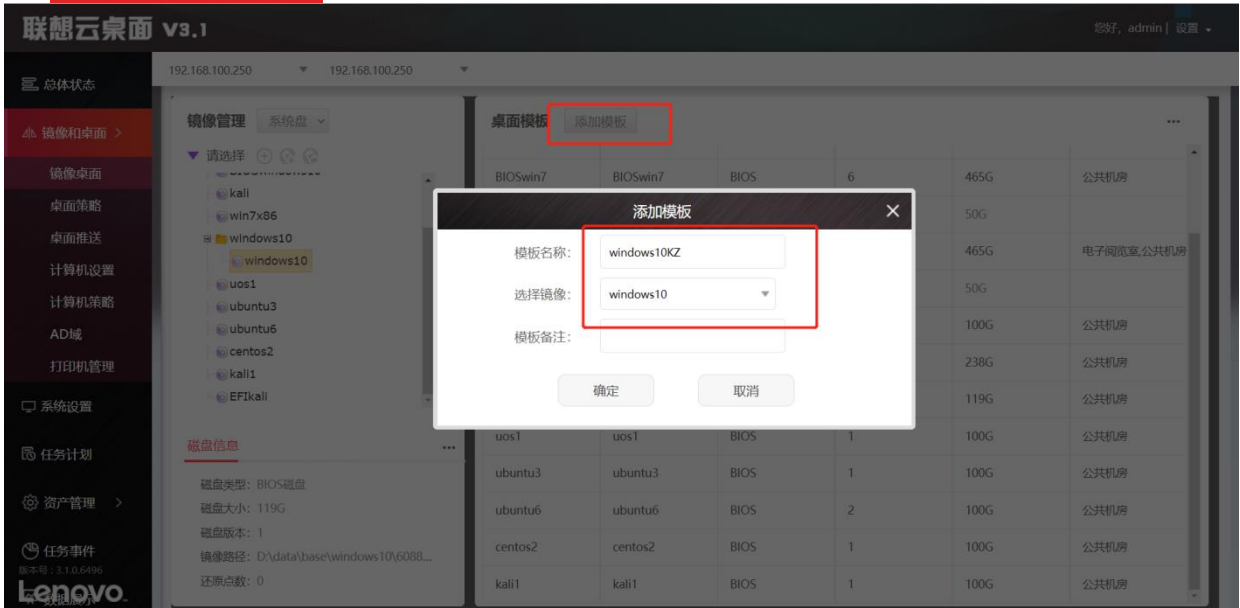 联想云桌面 V3.1
您好, admin | 设置
192.168.100.250 192.168.100.250
总体状态
镜像和桌面 >
镜像桌面
桌面策略
桌面推送
计算机设置
计算机策略
AD域
打印机管理
系统设置
任务计划
资产管理 >
任务事件
版本号:3.1.0.6496
Lenovo
镜像管理 系统盘
请选择
kali
win7x86
windows10
windows10
uos1
ubuntu3
ubuntu6
centos2
kali1
EFIkali
磁盘信息 ...
磁盘类型: BIOS磁盘
磁盘大小: 119G
磁盘版本: 1
镜像路径: D:\data\base\windows10\6088...
还原点数: 0
桌面模板 添加模板 ...
BIOSwin7 BIOSwin7 BIOS 6 465G 公共机房
50G
465G 电子阅览室,公共机房
50G
100G 公共机房
238G 公共机房
119G 公共机房
uos1 uos1 BIOS 1 100G 公共机房
ubuntu3 ubuntu3 BIOS 1 100G 公共机房
ubuntu6 ubuntu6 BIOS 2 100G 公共机房
centos2 centos2 BIOS 1 100G 公共机房
kali1 kali1 BIOS 1 100G 公共机房
添加模板
模板名称: windows10KZ
选择镜像: windows10
模板备注:
确定 取消